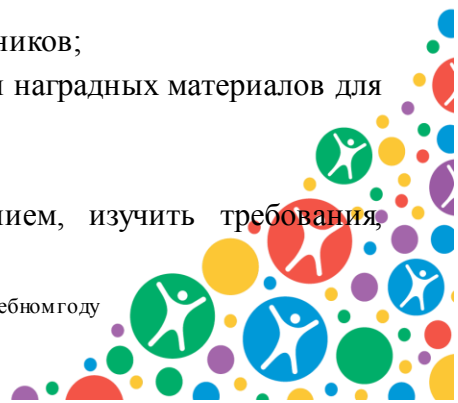 ников;
наградных материалов для
нием, изучить требования,
ебном году